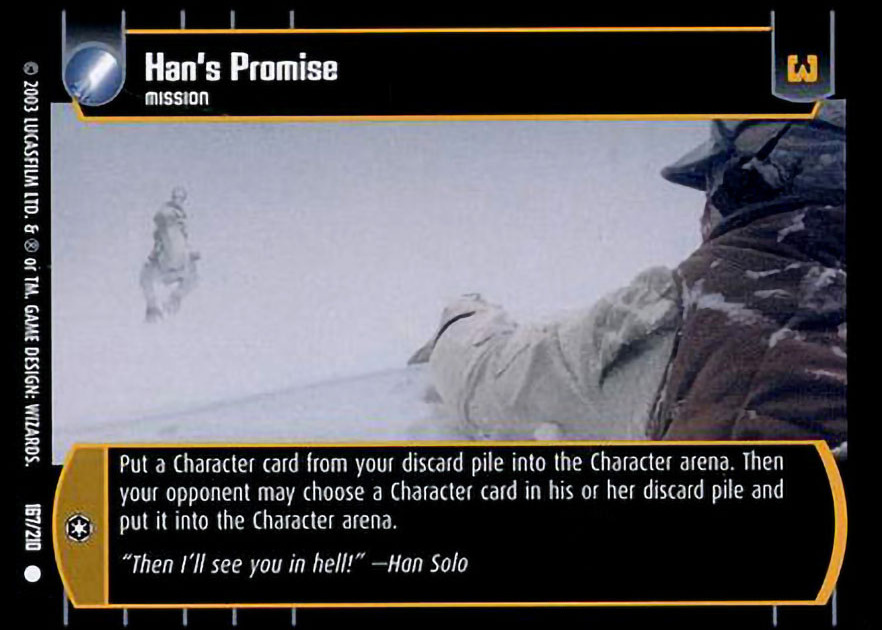 Han's Promise
MISSION
3
Put a Character card from your discard pile into the Character arena. Then
your opponent may choose a Character card in his or her discard pile and
put it into the Character arena.
“Then I'll see you in hell!” —Han Solo
© 2003 LUCASFILM LTD. & ® or TM. GAME DESIGN: WIZARDS.
167/210